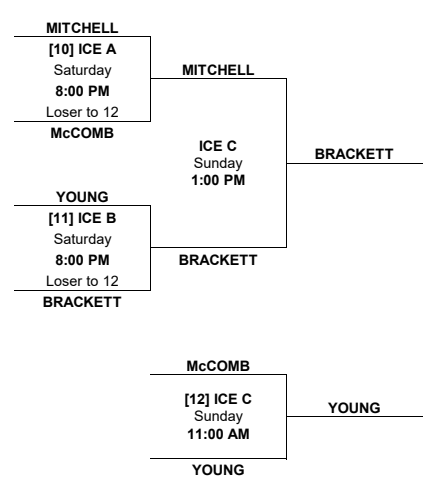 MITCHELL
[10] ICE A
Saturday
8:00 PM
Loser to 12
McCOMB
MITCHELL
ICE C
Sunday
1:00 PM
BRACKETT
YOUNG
[11] ICE B
Saturday
8:00 PM
Loser to 12
BRACKETT
BRACKETT
McCOMB
[12] ICE C
Sunday
11:00 AM
YOUNG
YOUNG